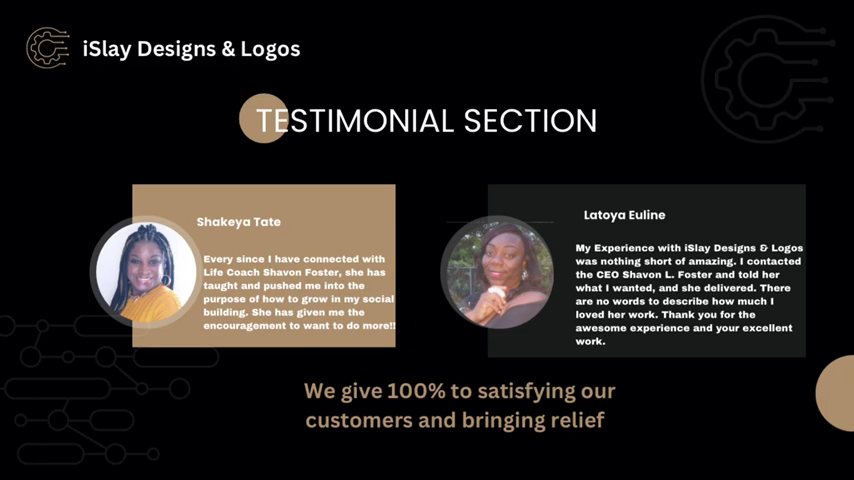 iSlay Designs & Logos
TESTIMONIAL SECTION
Shakeya Tate
Every since I have connected with
Life Coach Shavon Foster, she has
taught and pushed me into the
purpose of how to grow in my social
building. She has given me the
encouragement to want to do more!!
Latoya Euline
My Experience with iSlay Designs & Logos
was nothing short of amazing. I contacted
the CEO Shavon L. Foster and told her
what I wanted, and she delivered. There
are no words to describe how much I
loved her work. Thank you for the
awesome experience and your excellent
work.
We give 100% to satisfying our
customers and bringing relief